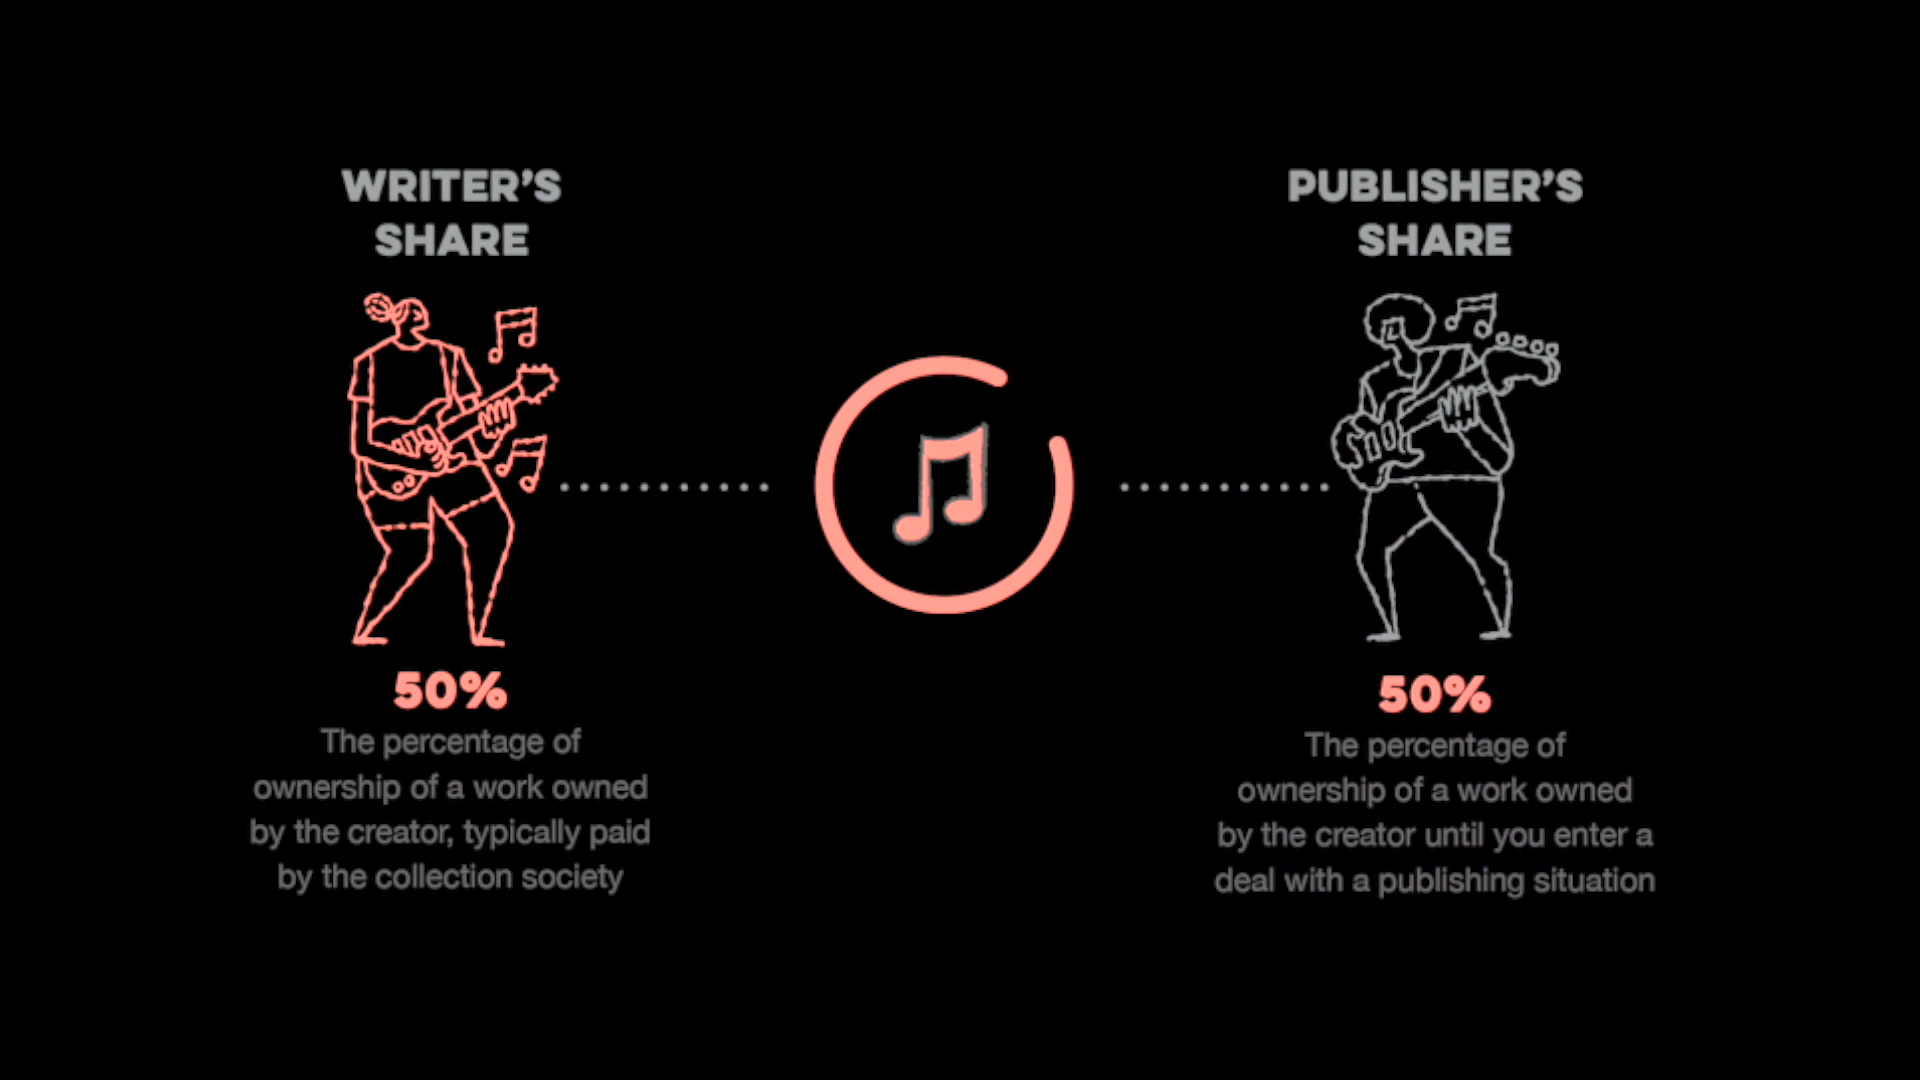 WRITER’S
SHARE
50%
The percentage of
ownership of a work owned
by the creator, typically paid
by the collection society
PUBLISHER’S
SHARE
50%
The percentage of
ownership of a work owned
by the creator until you enter a
deal with a publishing situation